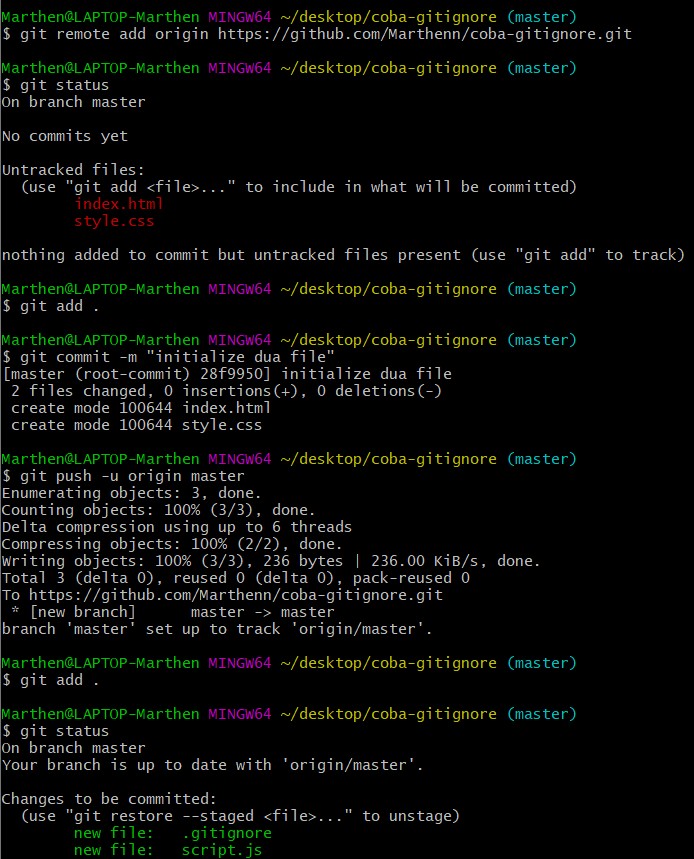 Marthen@LAPTOP-Marthen MINGW64 ~/desktop/coba-gitignore (master)
$ git remote add origin https://github.com/Marthenn/coba-gitignore.git
Marthen@LAPTOP-Marthen MINGW64 ~/desktop/coba-gitignore (master)
$ git status
On branch master
No commits yet
Untracked files:
  (use "git add <file>..." to include in what will be committed)
        index.html
        style.css
nothing added to commit but untracked files present (use "git add" to track)
Marthen@LAPTOP-Marthen MINGW64 ~/desktop/coba-gitignore (master)
$ git add .
Marthen@LAPTOP-Marthen MINGW64 ~/desktop/coba-gitignore (master)
$ git commit -m "initialize dua file"
[master (root-commit) 28f9950] initialize dua file
 2 files changed, 0 insertions(+), 0 deletions(-)
 create mode 100644 index.html
 create mode 100644 style.css
Marthen@LAPTOP-Marthen MINGW64 ~/desktop/coba-gitignore (master)
$ git push -u origin master
Enumerating objects: 3, done.
Counting objects: 100% (3/3), done.
Delta compression using up to 6 threads
Compressing objects: 100% (2/2), done.
Writing objects: 100% (3/3), 236 bytes | 236.00 KiB/s, done.
Total 3 (delta 0), reused 0 (delta 0), pack-reused 0
To https://github.com/Marthenn/coba-gitignore.git
 * [new branch]      master -> master
branch 'master' set up to track 'origin/master'.
Marthen@LAPTOP-Marthen MINGW64 ~/desktop/coba-gitignore (master)
$ git add .
Marthen@LAPTOP-Marthen MINGW64 ~/desktop/coba-gitignore (master)
$ git status
On branch master
Your branch is up to date with 'origin/master'.
Changes to be committed:
  (use "git restore --staged <file>..." to unstage)
        new file:   .gitignore
        new file:   script.js